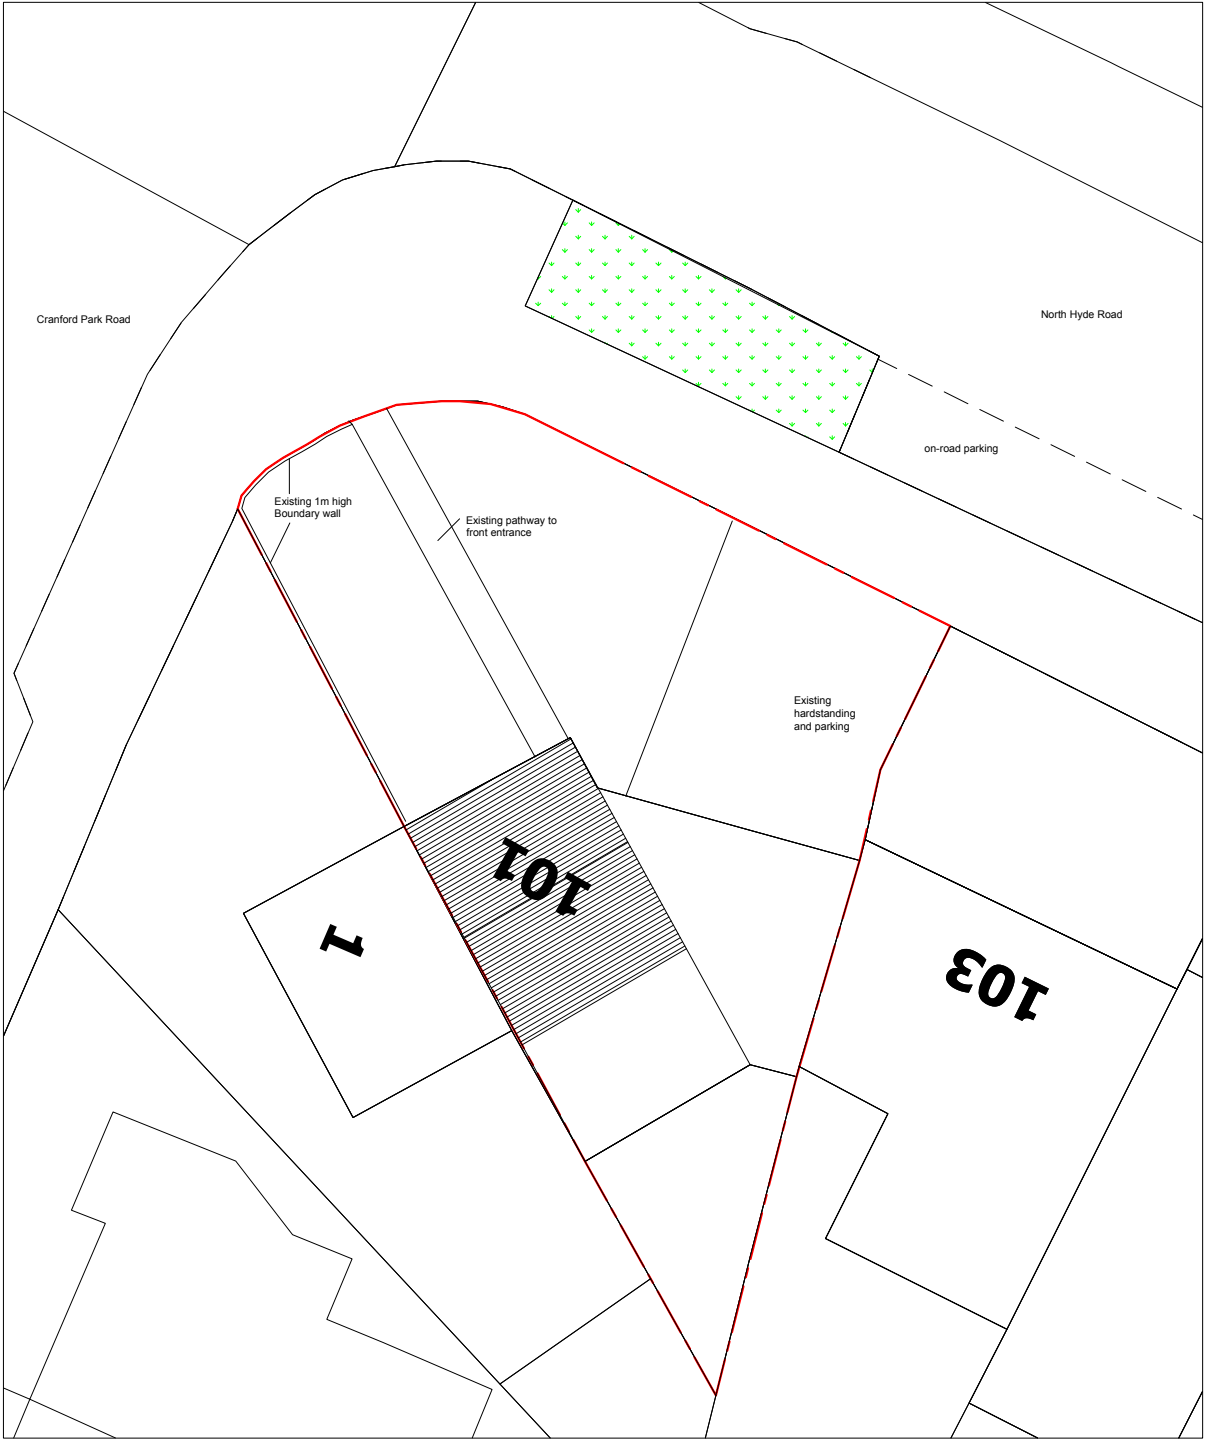 Cranford Park Road
North Hyde Road
on-road parking
Existing 1m high
Boundary wall
Existing pathway to
front entrance
Existing
hardstanding
and parking
101
1
103